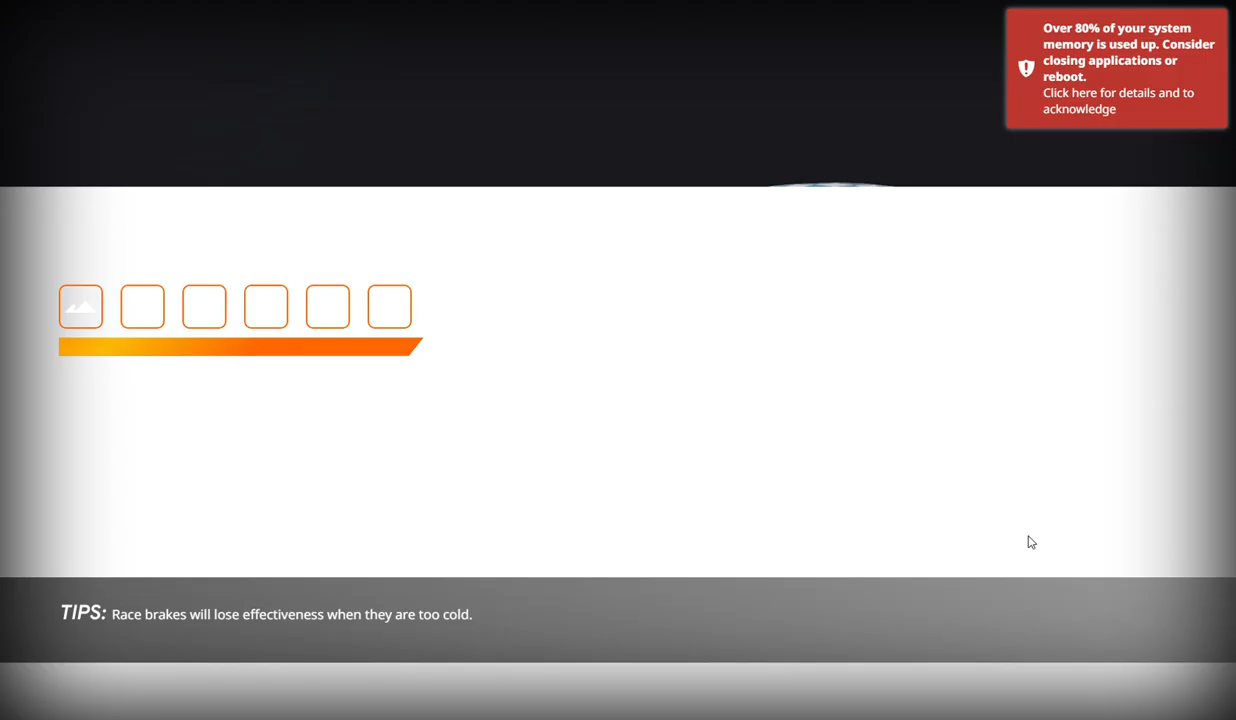 Over 80% of your system
memory is used up. Consider
closing applications or
reboot.
Click here for details and to
acknowledge
TIPS: Race brakes will lose effectiveness when they are too cold.